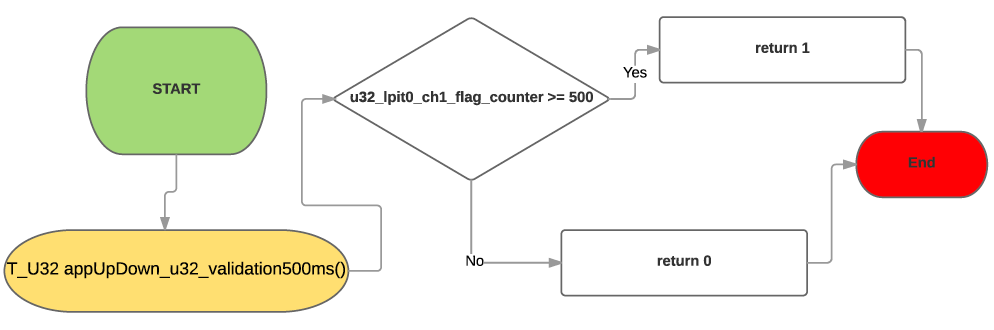 START
T_U32 appUpDown_u32_validation500ms()
u32_lpit0_ch1_flag_counter >= 500
Yes
return 1
No
return 0
End